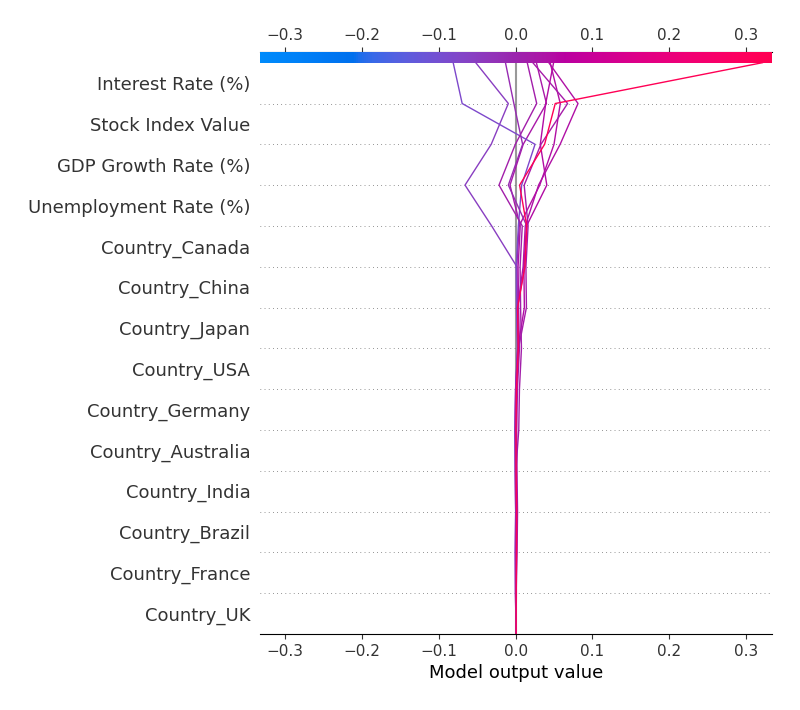 −0.3 −0.2 −0.1 0.0 0.1 0.2 0.3
Interest Rate (%)
Stock Index Value
GDP Growth Rate (%)
Unemployment Rate (%)
Country_Canada
Country_China
Country_Japan
Country_USA
Country_Germany
Country_Australia
Country_India
Country_Brazil
Country_France
Country_UK
−0.3 −0.2 −0.1 0.0 0.1 0.2 0.3
Model output value